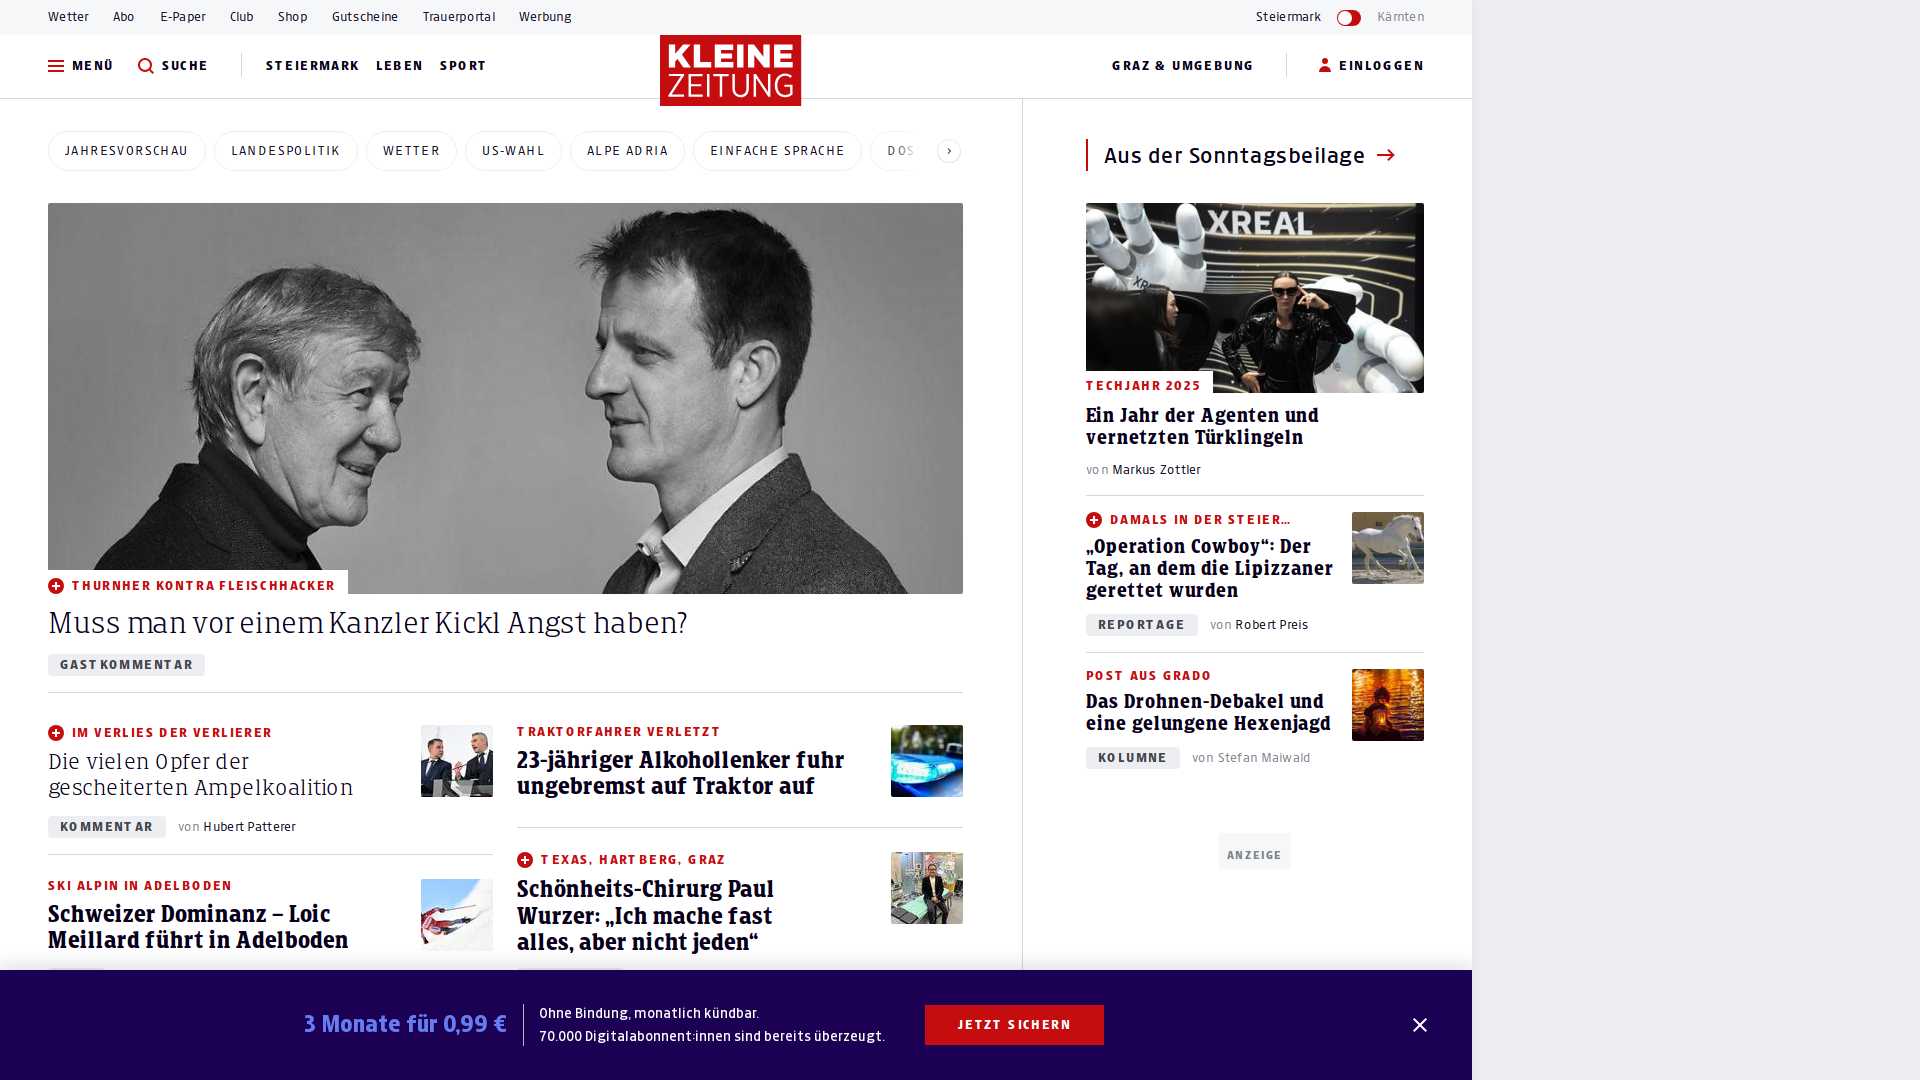 Wetter Abo E-Paper Club Shop Gutscheine Trauerportal Werbung Steiermark Kärnten
MENÜ SUCHE STEIERMARK LEBEN SPORT KLEINE ZEITUNG GRAZ & UMGEBUNG EINLOGGEN
JAHRESVORSCHAU LANDESPOLITIK WETTER US-WAHL ALPE ADRIA EINFACHE SPRACHE DOS
THURNHER KONTRA FLEISCHHACKER
Muss man vor einem Kanzler Kickl Angst haben?
GASTKOMMENTAR
IM VERLIES DER VERLIERER
Die vielen Opfer der
gescheiterten Ampelkoalition
KOMMENTAR von Hubert Patterer
SKI ALPIN IN ADELBODEN
Schweizer Dominanz – Loic
Meillard führt in Adelboden
TRAKTORFAHRER VERLETZT
23-jähriger Alkohollenker fuhr
ungebremst auf Traktor auf
TEXAS, HARTBERG, GRAZ
Schönheits-Chirurg Paul
Wurzer: „Ich mache fast
alles, aber nicht jeden“
Aus der Sonntagsbeilage
XREAL
TECHJAHR 2025
Ein Jahr der Agenten und
vernetzten Türklingeln
von Markus Zottler
DAMALS IN DER STEIER…
„Operation Cowboy“: Der
Tag, an dem die Lipizzaner
gerettet wurden
REPORTAGE von Robert Preis
POST AUS GRADO
Das Drohnen-Debakel und
eine gelungene Hexenjagd
KOLUMNE von Stefan Maiwald
ANZEIGE
3 Monate für 0,99 €
Ohne Bindung, monatlich kündbar.
70.000 Digitalabonnent:innen sind bereits überzeugt.
JETZT SICHERN